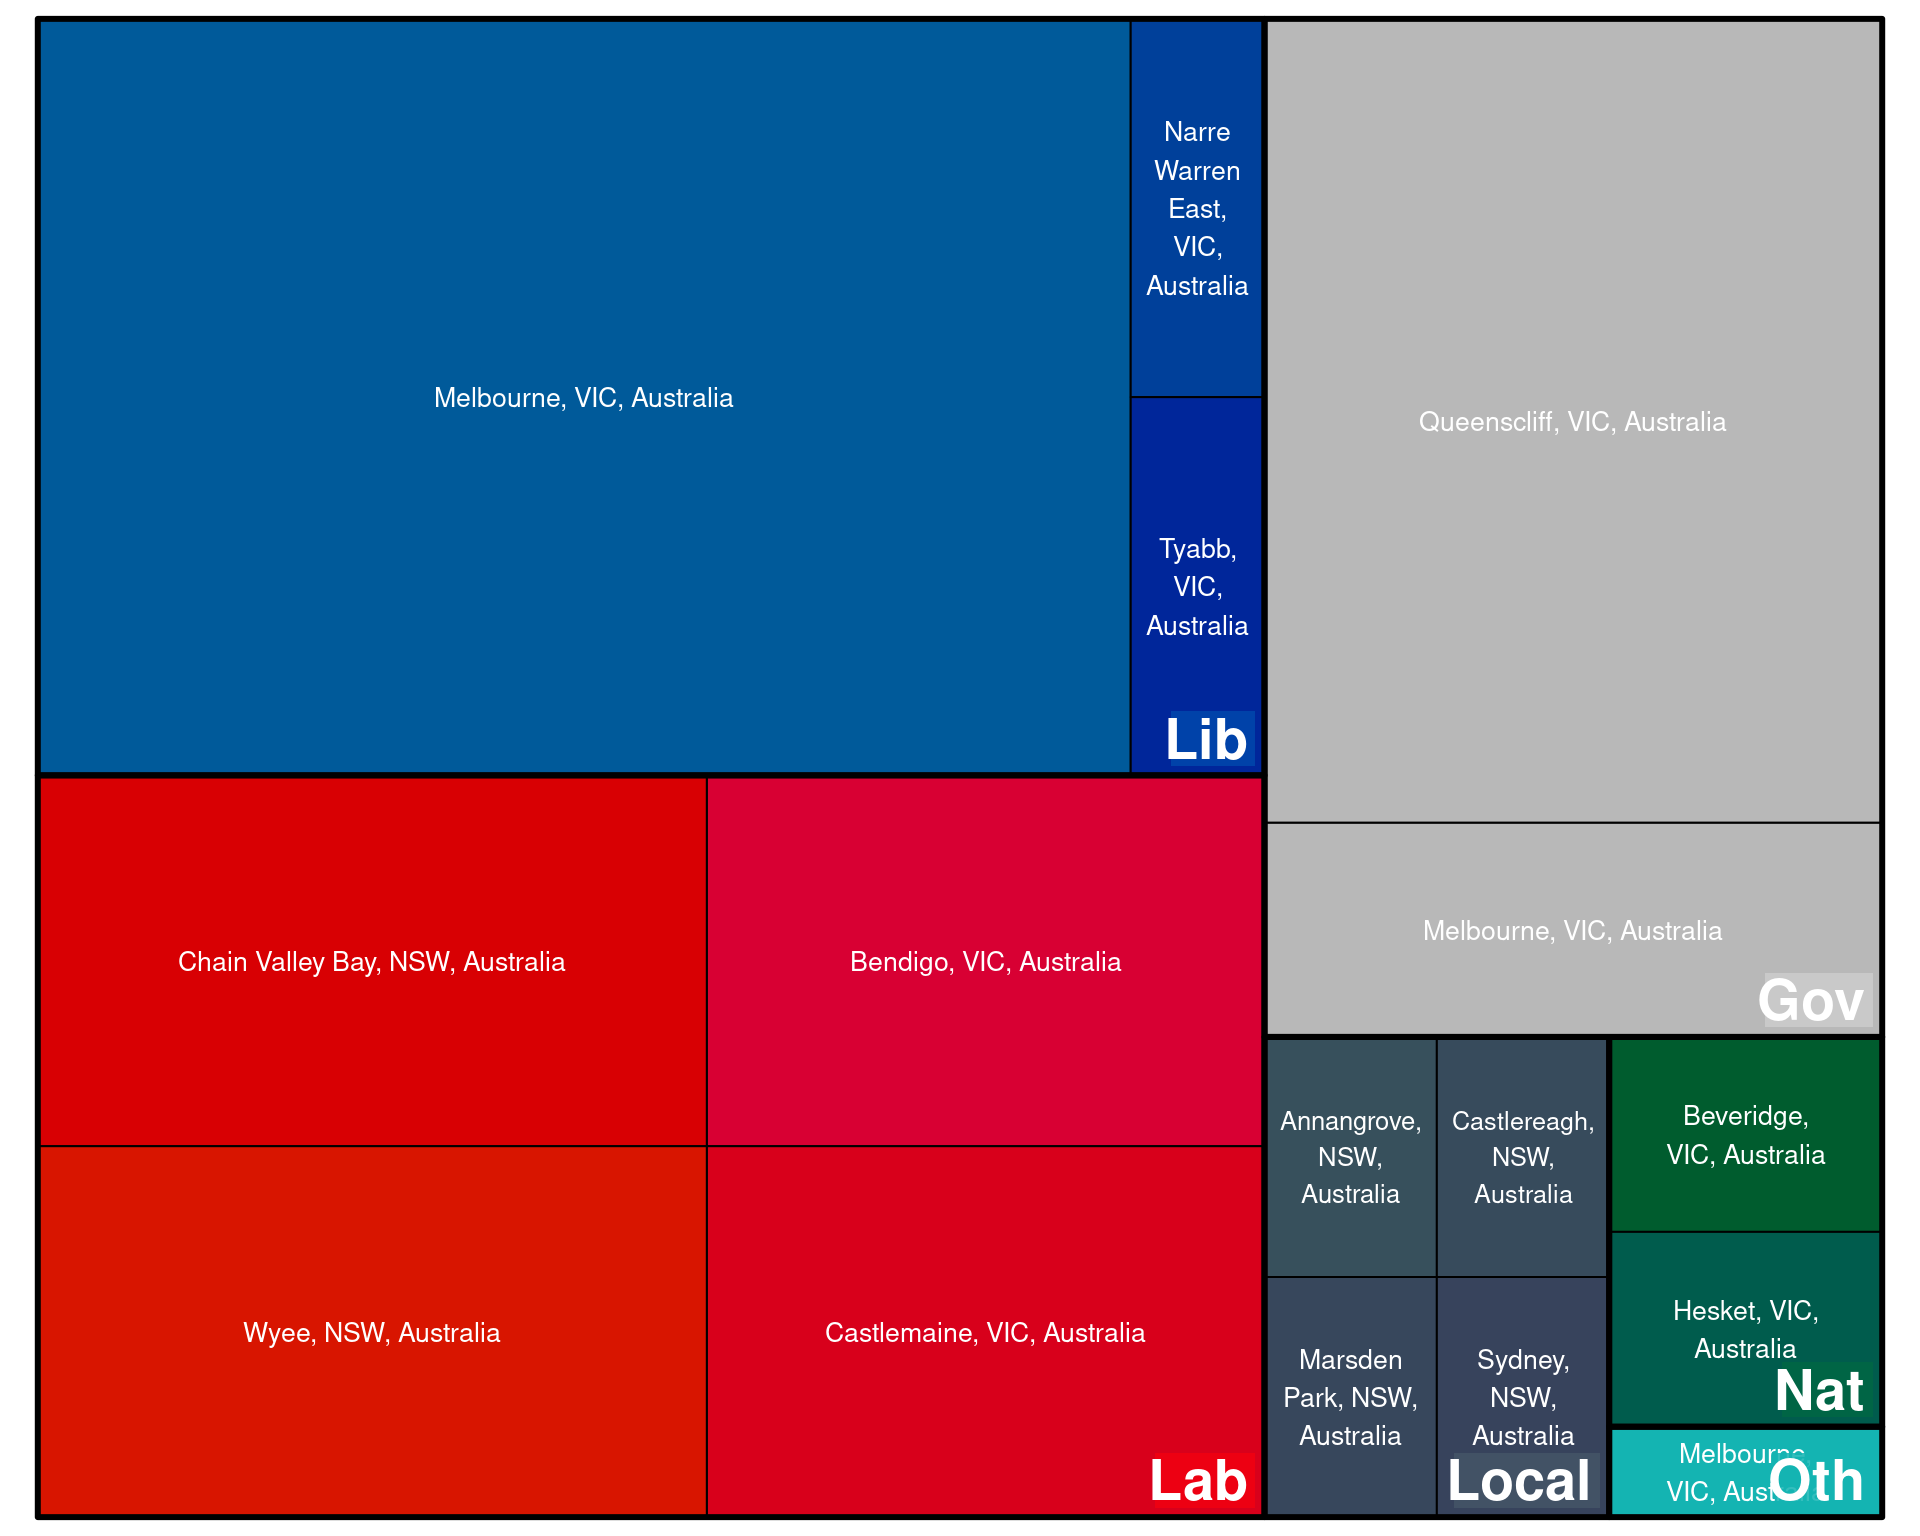 Melbourne, VIC, Australia
Narre
Warren
East,
VIC,
Australia
Tyabb,
VIC,
Australia
Lib
Chain Valley Bay, NSW, Australia
Bendigo, VIC, Australia
Wyee, NSW, Australia
Castlemaine, VIC, Australia
Lab
Queenscliff, VIC, Australia
Melbourne, VIC, Australia
Gov
Annangrove,
NSW,
Australia
Castlereagh,
NSW,
Australia
Marsden
Park, NSW,
Australia
Sydney,
NSW,
Australia
Local
Beveridge,
VIC, Australia
Hesket, VIC,
Australia
Nat
Melbourne,
VIC, Australia
Oth